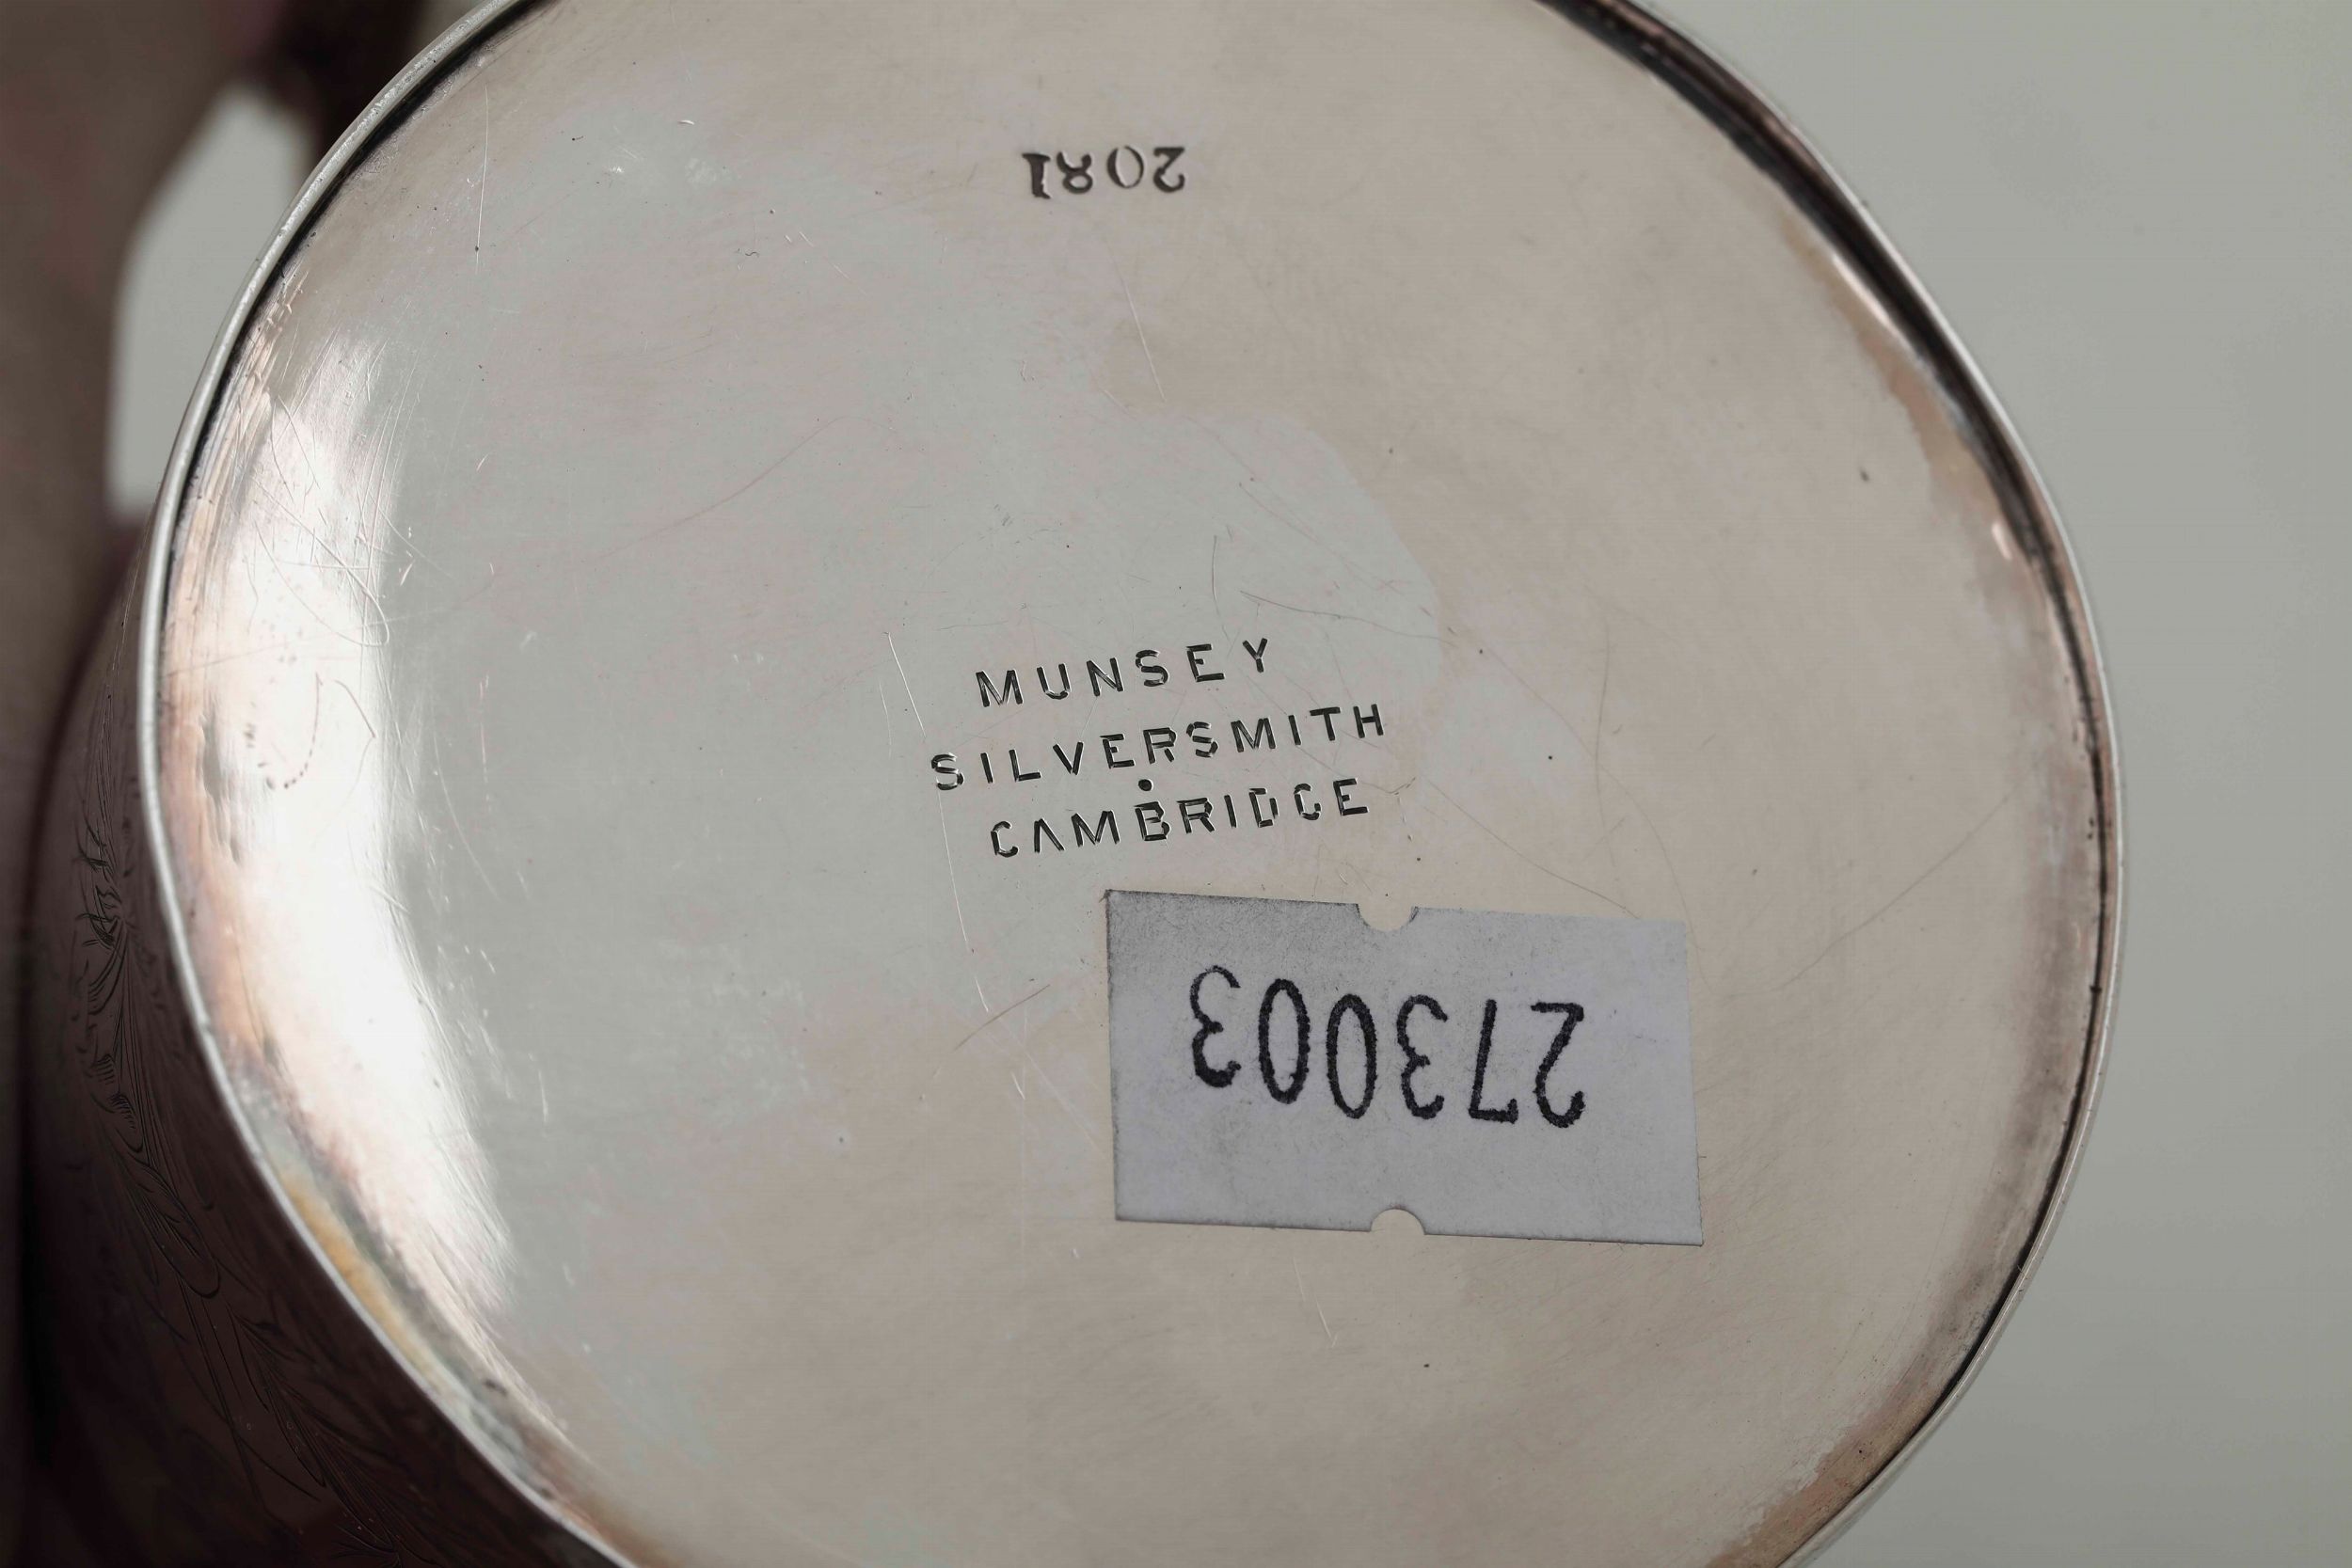 2081
MUNSEY
SILVERSMITH
CAMBRIDGE
273003